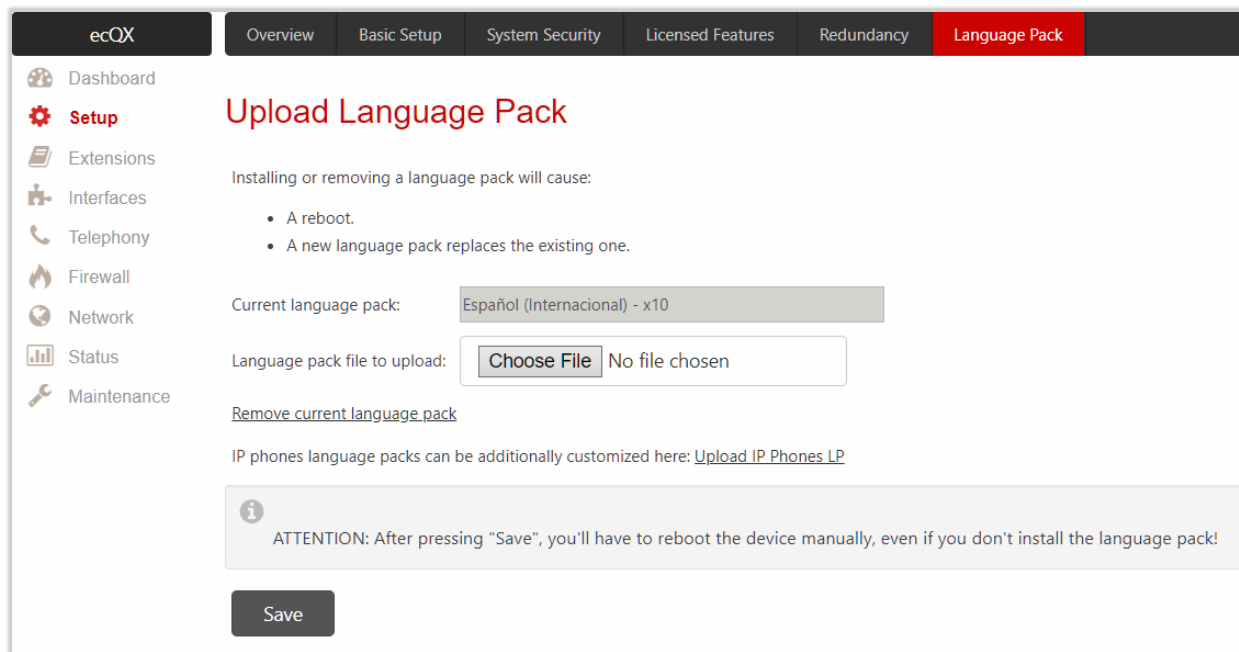 ecQX
Overview Basic Setup System Security Licensed Features Redundancy Language Pack
Dashboard
Setup
Extensions
Interfaces
Telephony
Firewall
Network
Status
Maintenance
Upload Language Pack
Installing or removing a language pack will cause:
• A reboot.
• A new language pack replaces the existing one.
Current language pack: Español (Internacional) - x10
Language pack file to upload: Choose File No file chosen
Remove current language pack
IP phones language packs can be additionally customized here: Upload IP Phones LP
ATTENTION: After pressing "Save", you'll have to reboot the device manually, even if you don't install the language pack!
Save